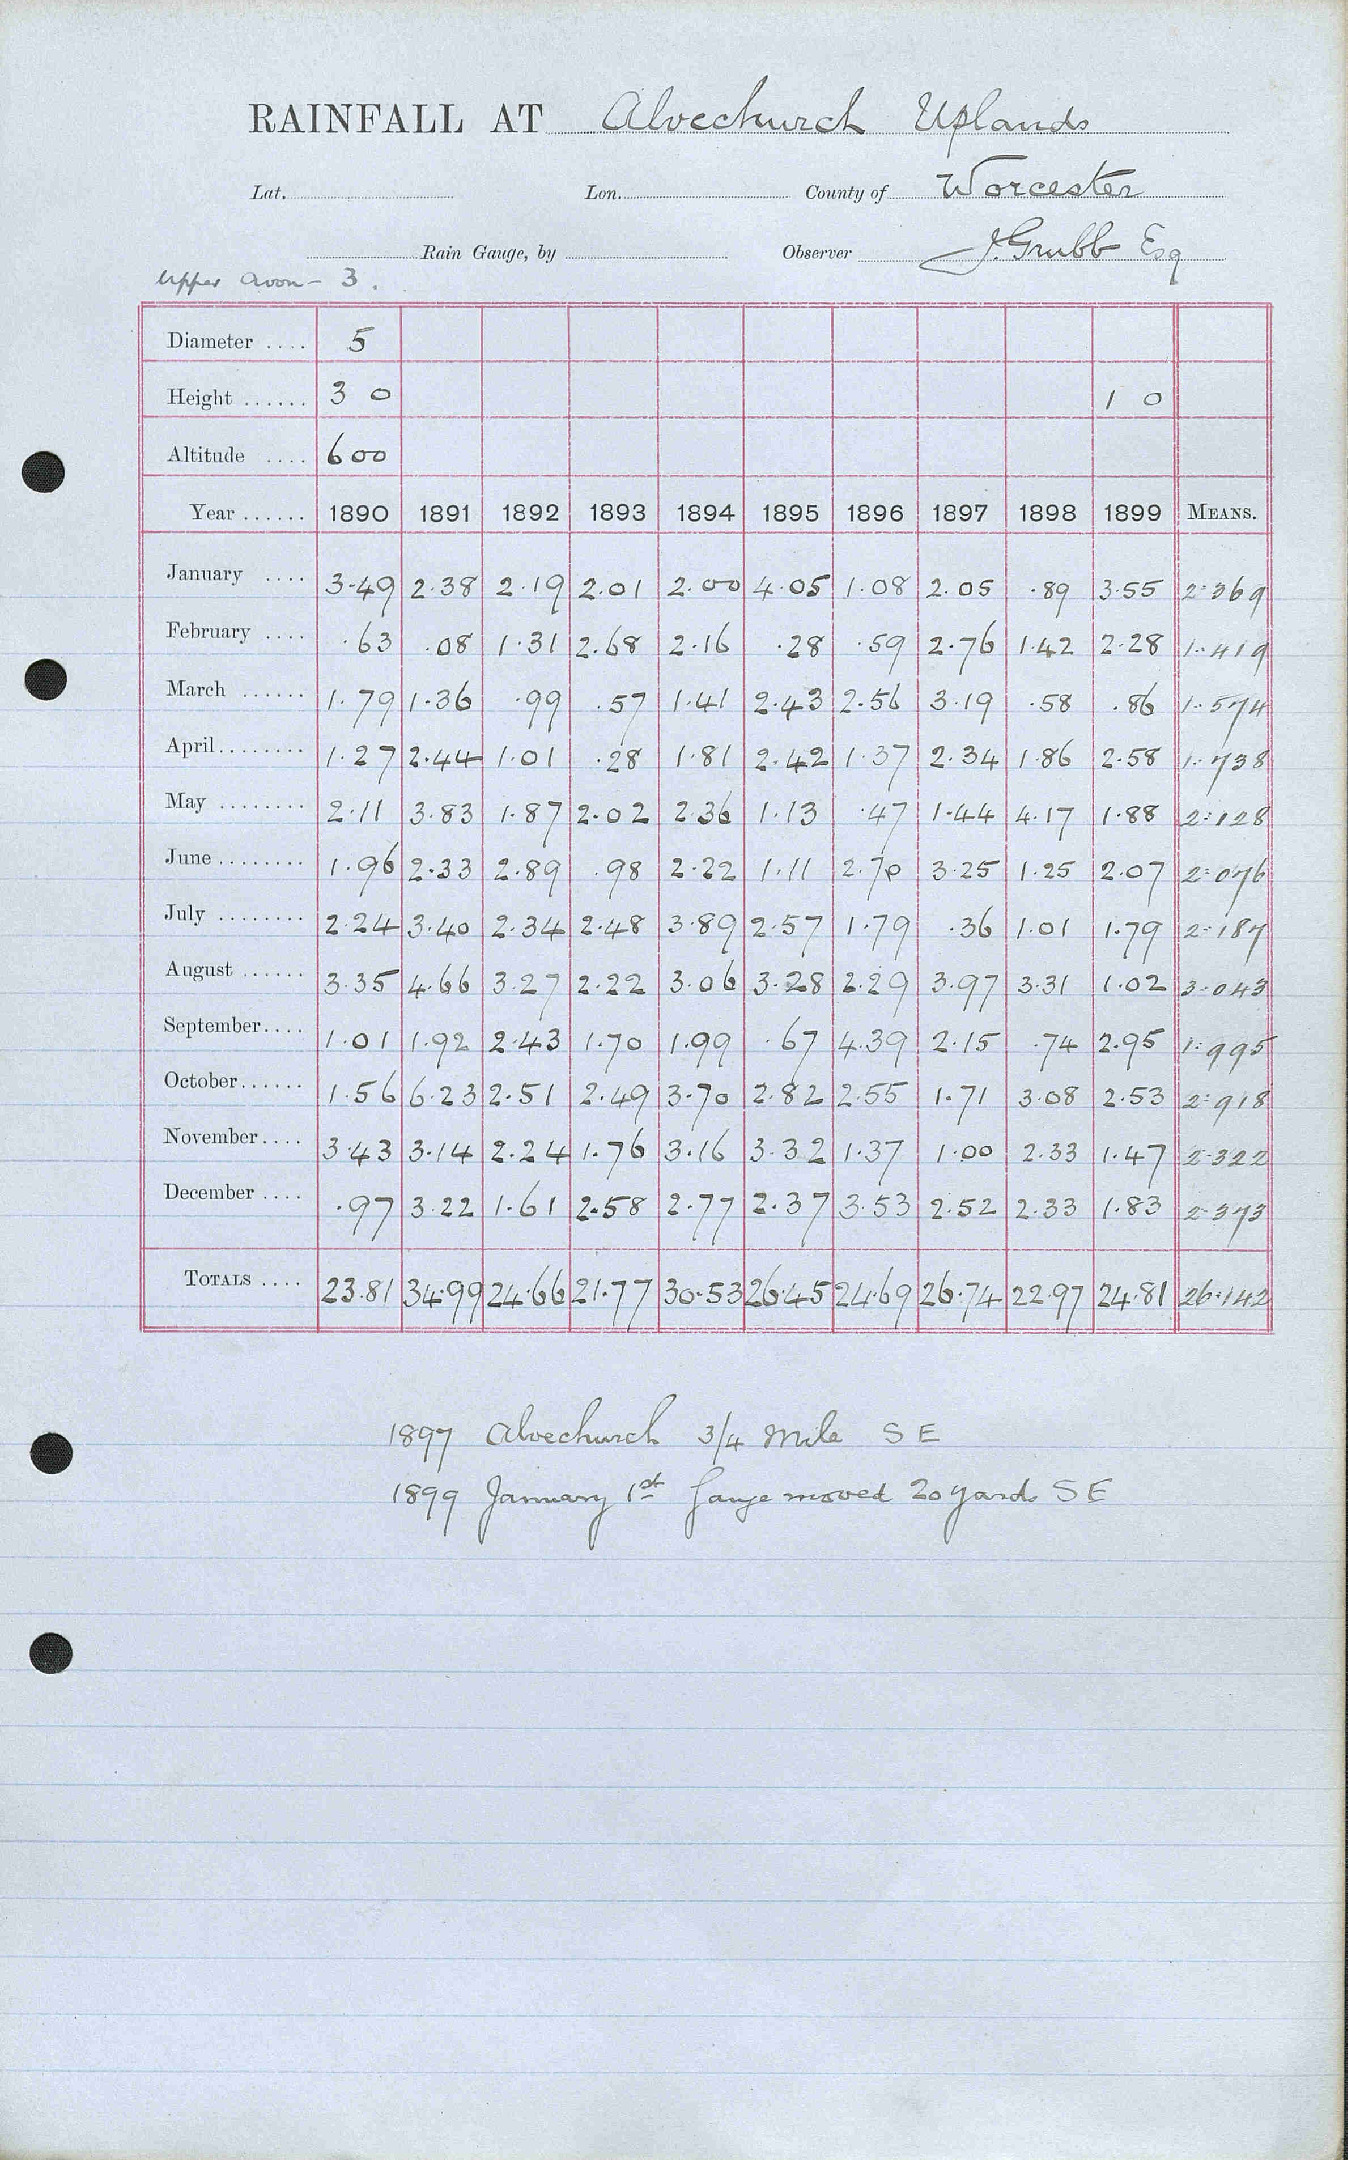 RAINFALL AT Alvechurch Uplands
Lat. Lon. County of Worcester
Rain Gauge, by Observer J. Grubb Esq
Upper Avon - 3.
Diameter .... 5
Height ...... 3 0 1 0
Altitude .... 600
Year ...... 1890 1891 1892 1893 1894 1895 1896 1897 1898 1899 MEANS.
January .... 3.49 2.38 2.19 2.01 2.00 4.05 1.08 2.05 .89 3.55 2.369
February .... .63 .08 1.31 2.68 2.16 .28 .59 2.76 1.42 2.28 1.419
March ...... 1.79 1.36 .99 .57 1.41 2.43 2.56 3.19 .58 .86 1.574
April ........ 1.27 2.44 1.01 .28 1.81 2.42 1.37 2.34 1.86 2.58 1.738
May ........ 2.11 3.83 1.87 2.02 2.36 1.13 .47 1.44 4.17 1.88 2.128
June ........ 1.96 2.33 2.89 .98 2.22 1.11 2.70 3.25 1.25 2.07 2.076
July ........ 2.24 3.40 2.34 2.48 3.89 2.57 1.79 .36 1.01 1.79 2.187
August ...... 3.35 4.66 3.27 2.22 3.06 3.28 2.29 3.97 3.31 1.02 3.043
September .... 1.01 1.92 2.43 1.70 1.99 .67 4.39 2.15 .74 2.95 1.995
October ...... 1.56 6.23 2.51 2.49 3.70 2.82 2.55 1.71 3.08 2.53 2.918
November .... 3.43 3.14 2.24 1.76 3.16 3.32 1.37 1.00 2.33 1.47 2.322
December .... .97 3.22 1.61 2.58 2.77 2.37 3.53 2.52 2.33 1.83 2.373
TOTALS .... 23.81 34.99 24.66 21.77 30.53 26.45 24.69 26.74 22.97 24.81 26.142
1897 Alvechurch 3/4 Mile S E
1899 January 1st Gauge moved 20 yards S E